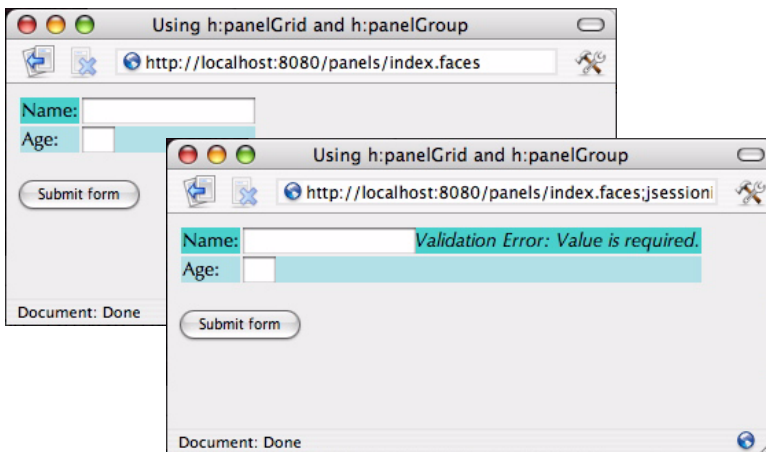 Using h:panelGrid and h:panelGroup
http://localhost:8080/panels/index.faces
Name:
Age:
Submit form
Document: Done
Using h:panelGrid and h:panelGroup
http://localhost:8080/panels/index.faces;jsessioni
Name:
Validation Error: Value is required.
Age:
Submit form
Document: Done